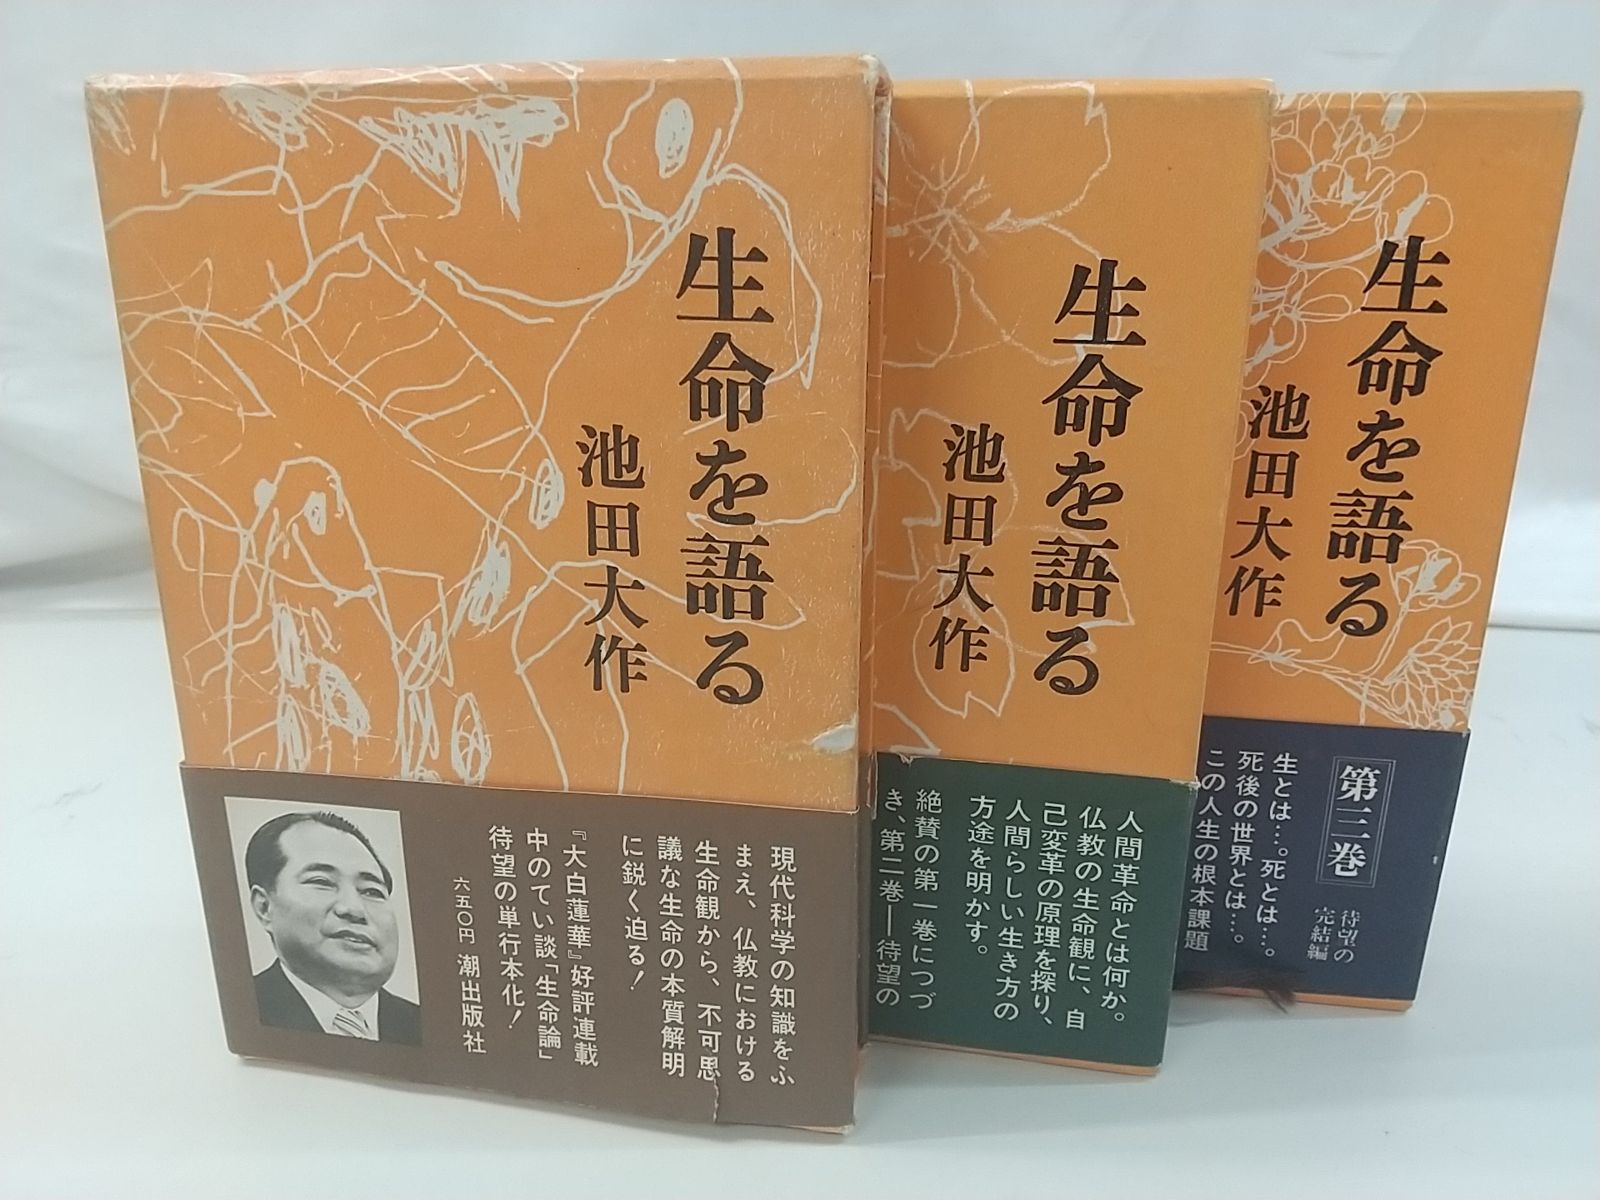 生命を語る
池田大作
現代科学の知識をふ
まえ、仏教における
生命観から、不可思
議な生命の本質解明
に鋭く迫る！
『大白蓮華』好評連載
中のてい談「生命論」
待望の単行本化！
六五〇円 潮出版社
生命を語る
池田大作
人間革命とは何か。
仏教の生命観に、自
己変革の原理を探り、
人間らしい生き方の
方途を明かす。
絶賛の第一巻につづ
き、第二巻──待望の
生命を語る
池田大作
第三巻
待望の
完結編
生とは…。死とは…。
死後の世界とは…。
この人生の根本課題